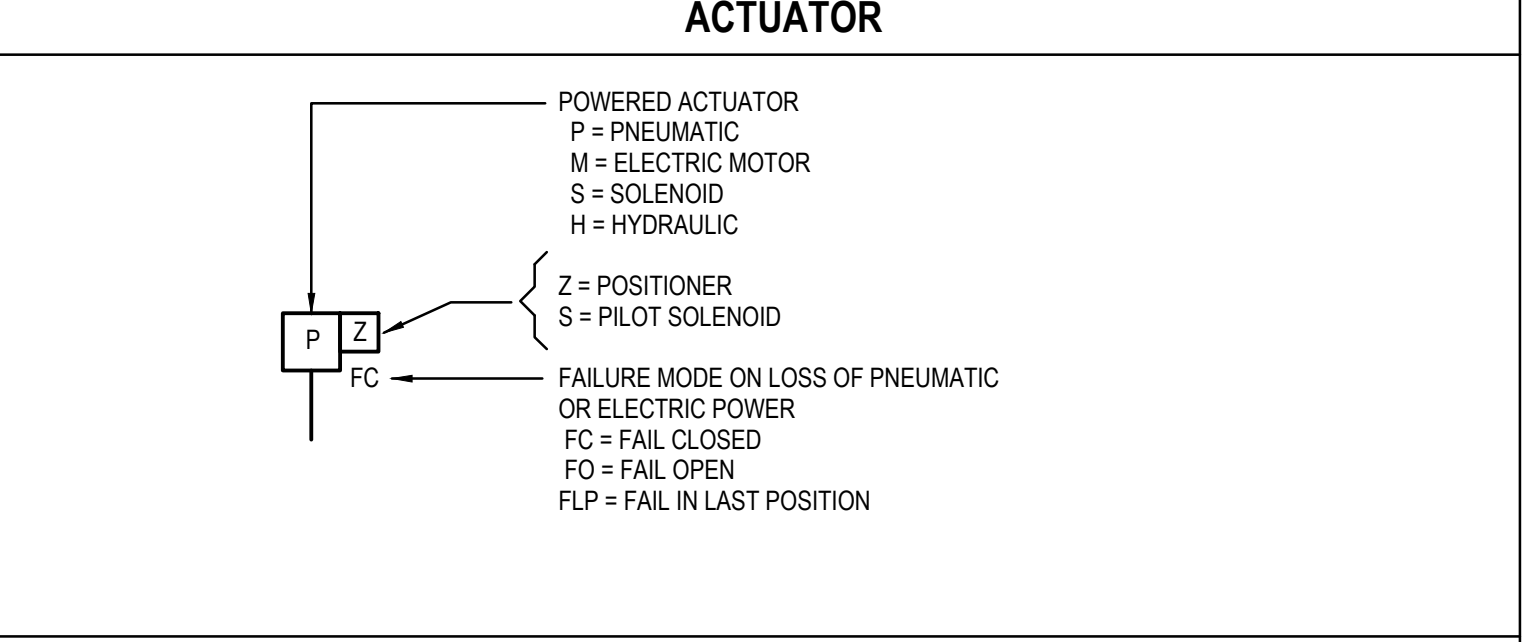 ACTUATOR
POWERED ACTUATOR
P = PNEUMATIC
M = ELECTRIC MOTOR
S = SOLENOID
H = HYDRAULIC
Z = POSITIONER
S = PILOT SOLENOID
P
Z
FC
FAILURE MODE ON LOSS OF PNEUMATIC
OR ELECTRIC POWER
FC = FAIL CLOSED
FO = FAIL OPEN
FLP = FAIL IN LAST POSITION